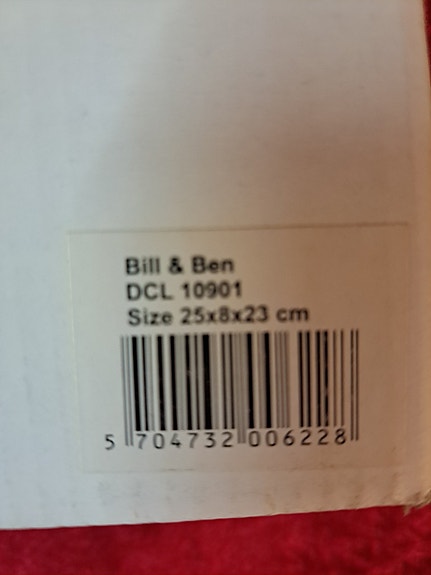 Bill & Ben
DCL 10901
Size 25x8x23 cm
5 704732 006228